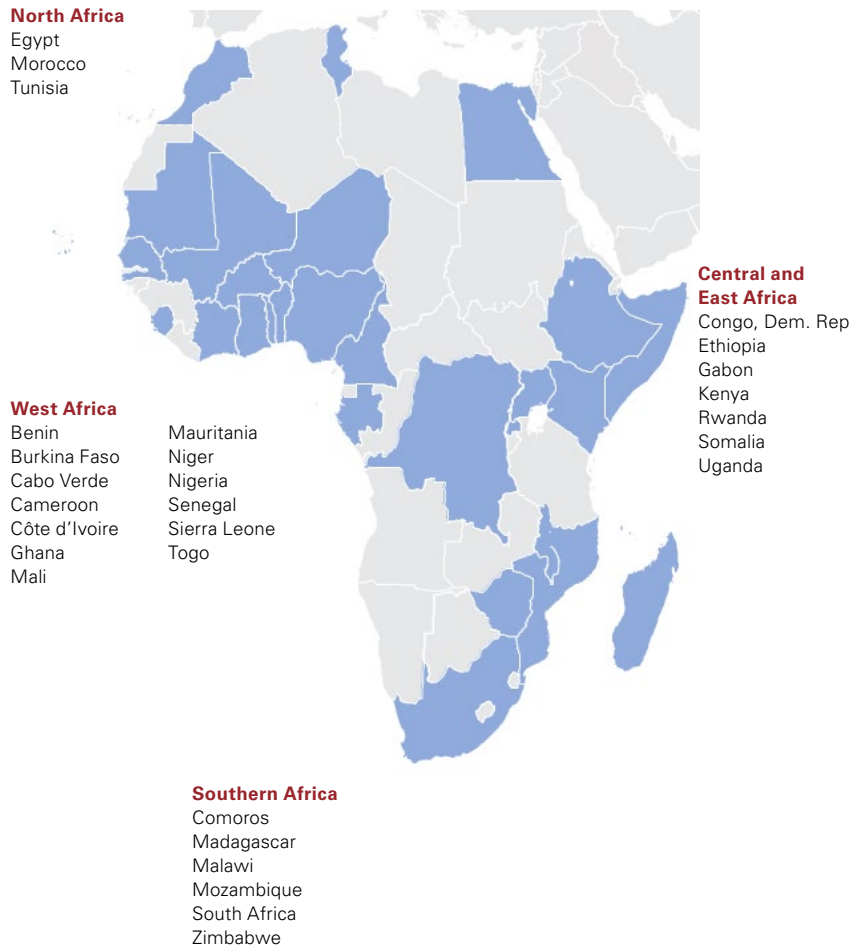 North Africa
Egypt
Morocco
Tunisia
Central and
East Africa
Congo, Dem. Rep
Ethiopia
Gabon
Kenya
Rwanda
Somalia
Uganda
West Africa
Benin
Burkina Faso
Cabo Verde
Cameroon
Côte d’Ivoire
Ghana
Mali
Mauritania
Niger
Nigeria
Senegal
Sierra Leone
Togo
Southern Africa
Comoros
Madagascar
Malawi
Mozambique
South Africa
Zimbabwe